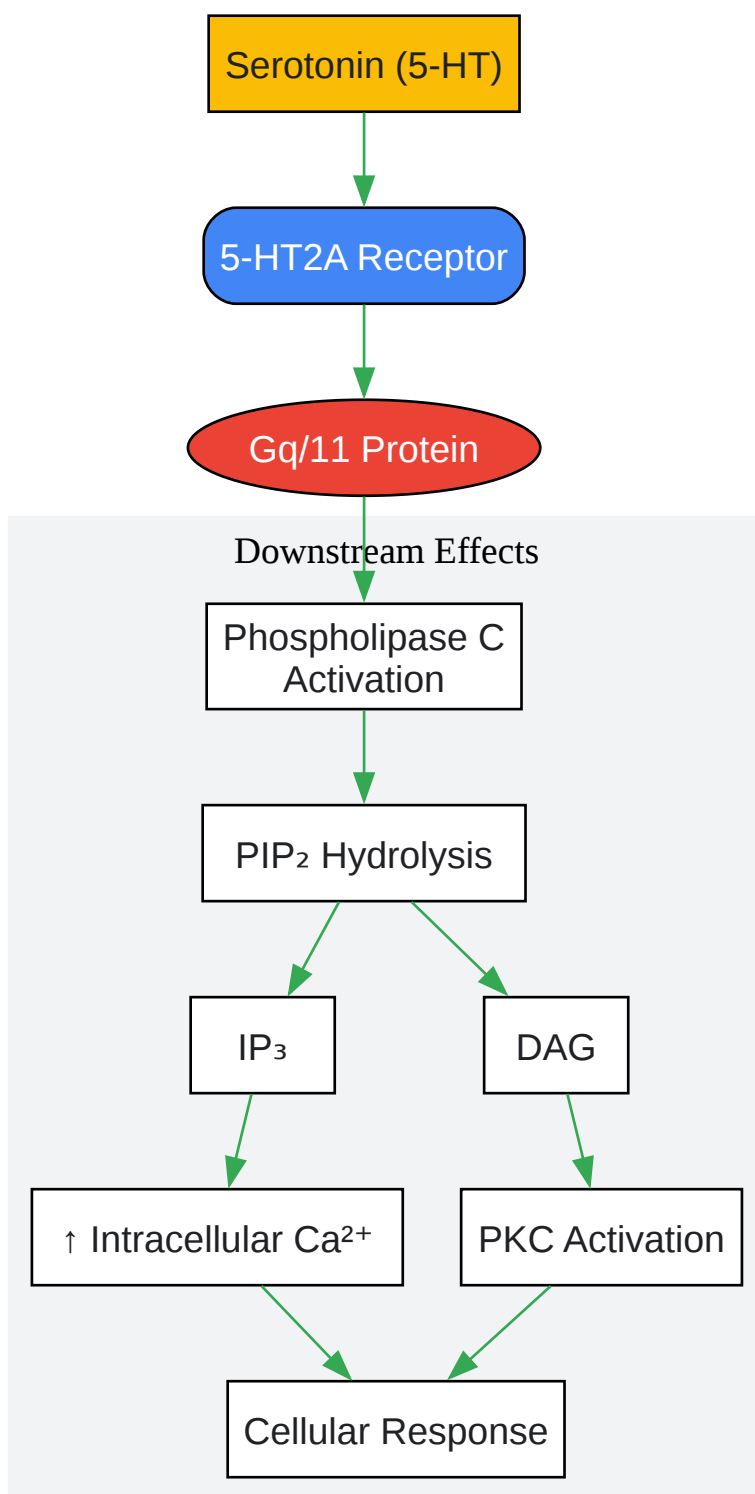 Serotonin (5-HT)
5-HT2A Receptor
Gq/11 Protein
Downstream Effects
Phospholipase C
Activation
PIP₂ Hydrolysis
IP₃
DAG
↑ Intracellular Ca²⁺
PKC Activation
Cellular Response